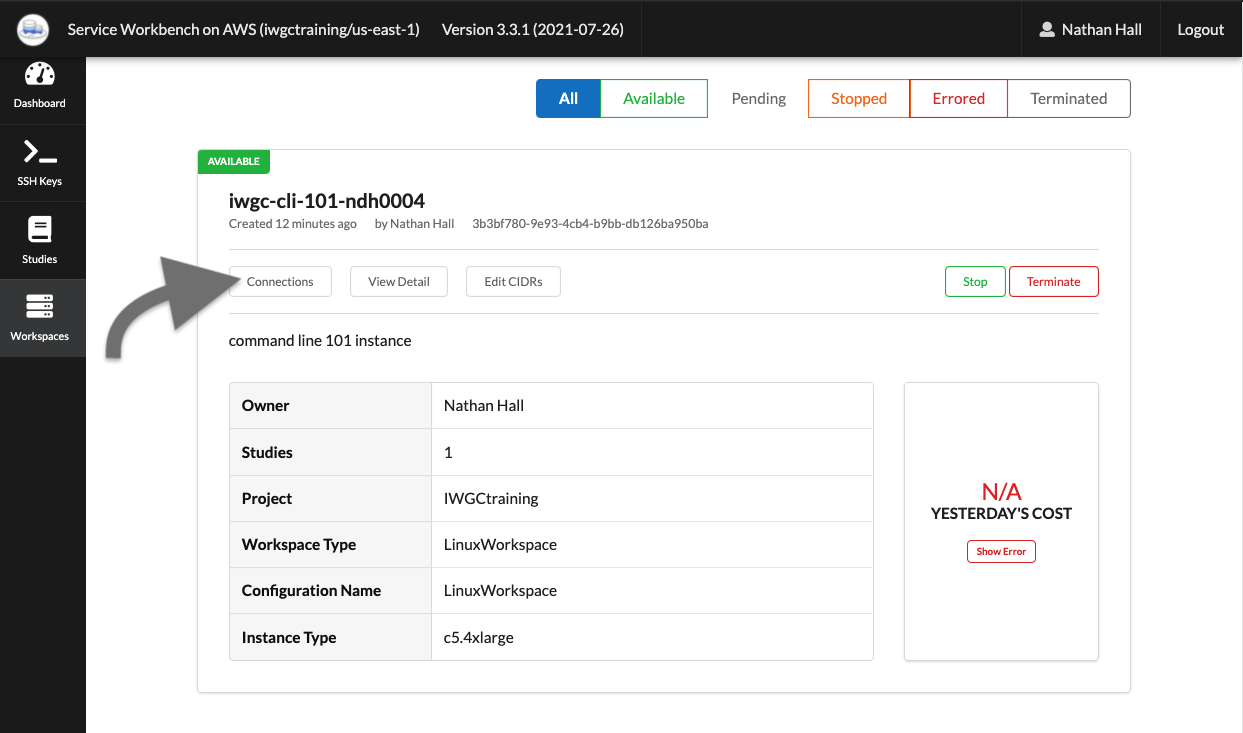 Service Workbench on AWS (iwgctraining/us-east-1) Version 3.3.1 (2021-07-26) Nathan Hall Logout
Dashboard
SSH Keys
Studies
Workspaces
All Available Pending Stopped Errored Terminated
AVAILABLE
iwgc-cli-101-ndh0004
Created 12 minutes ago by Nathan Hall 3b3bf780-9e93-4cb4-b9bb-db126ba950ba
Connections View Detail Edit CIDRs Stop Terminate
command line 101 instance
Owner Nathan Hall
Studies 1
Project IWGCtraining
Workspace Type LinuxWorkspace
Configuration Name LinuxWorkspace
Instance Type c5.4xlarge
N/A
YESTERDAY'S COST
Show Error